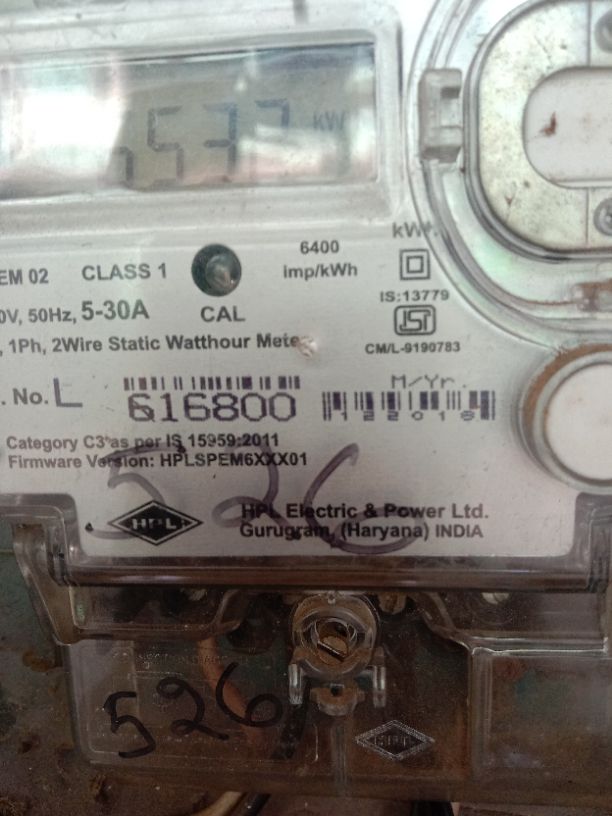 kW
kWh
EM 02 CLASS 1 6400
imp/kWh
0V, 50Hz, 5-30A CAL IS:13779
, 1Ph, 2Wire Static Watthour Meter
CM/L-9190783
. No. L 616800 M/Yr.
122018
Category C3 as per IS 15959:2011
Firmware Version: HPLSPEM6XXX01
526
HPL
HPL Electric & Power Ltd.
Gurugram, (Haryana) INDIA
526
HPL